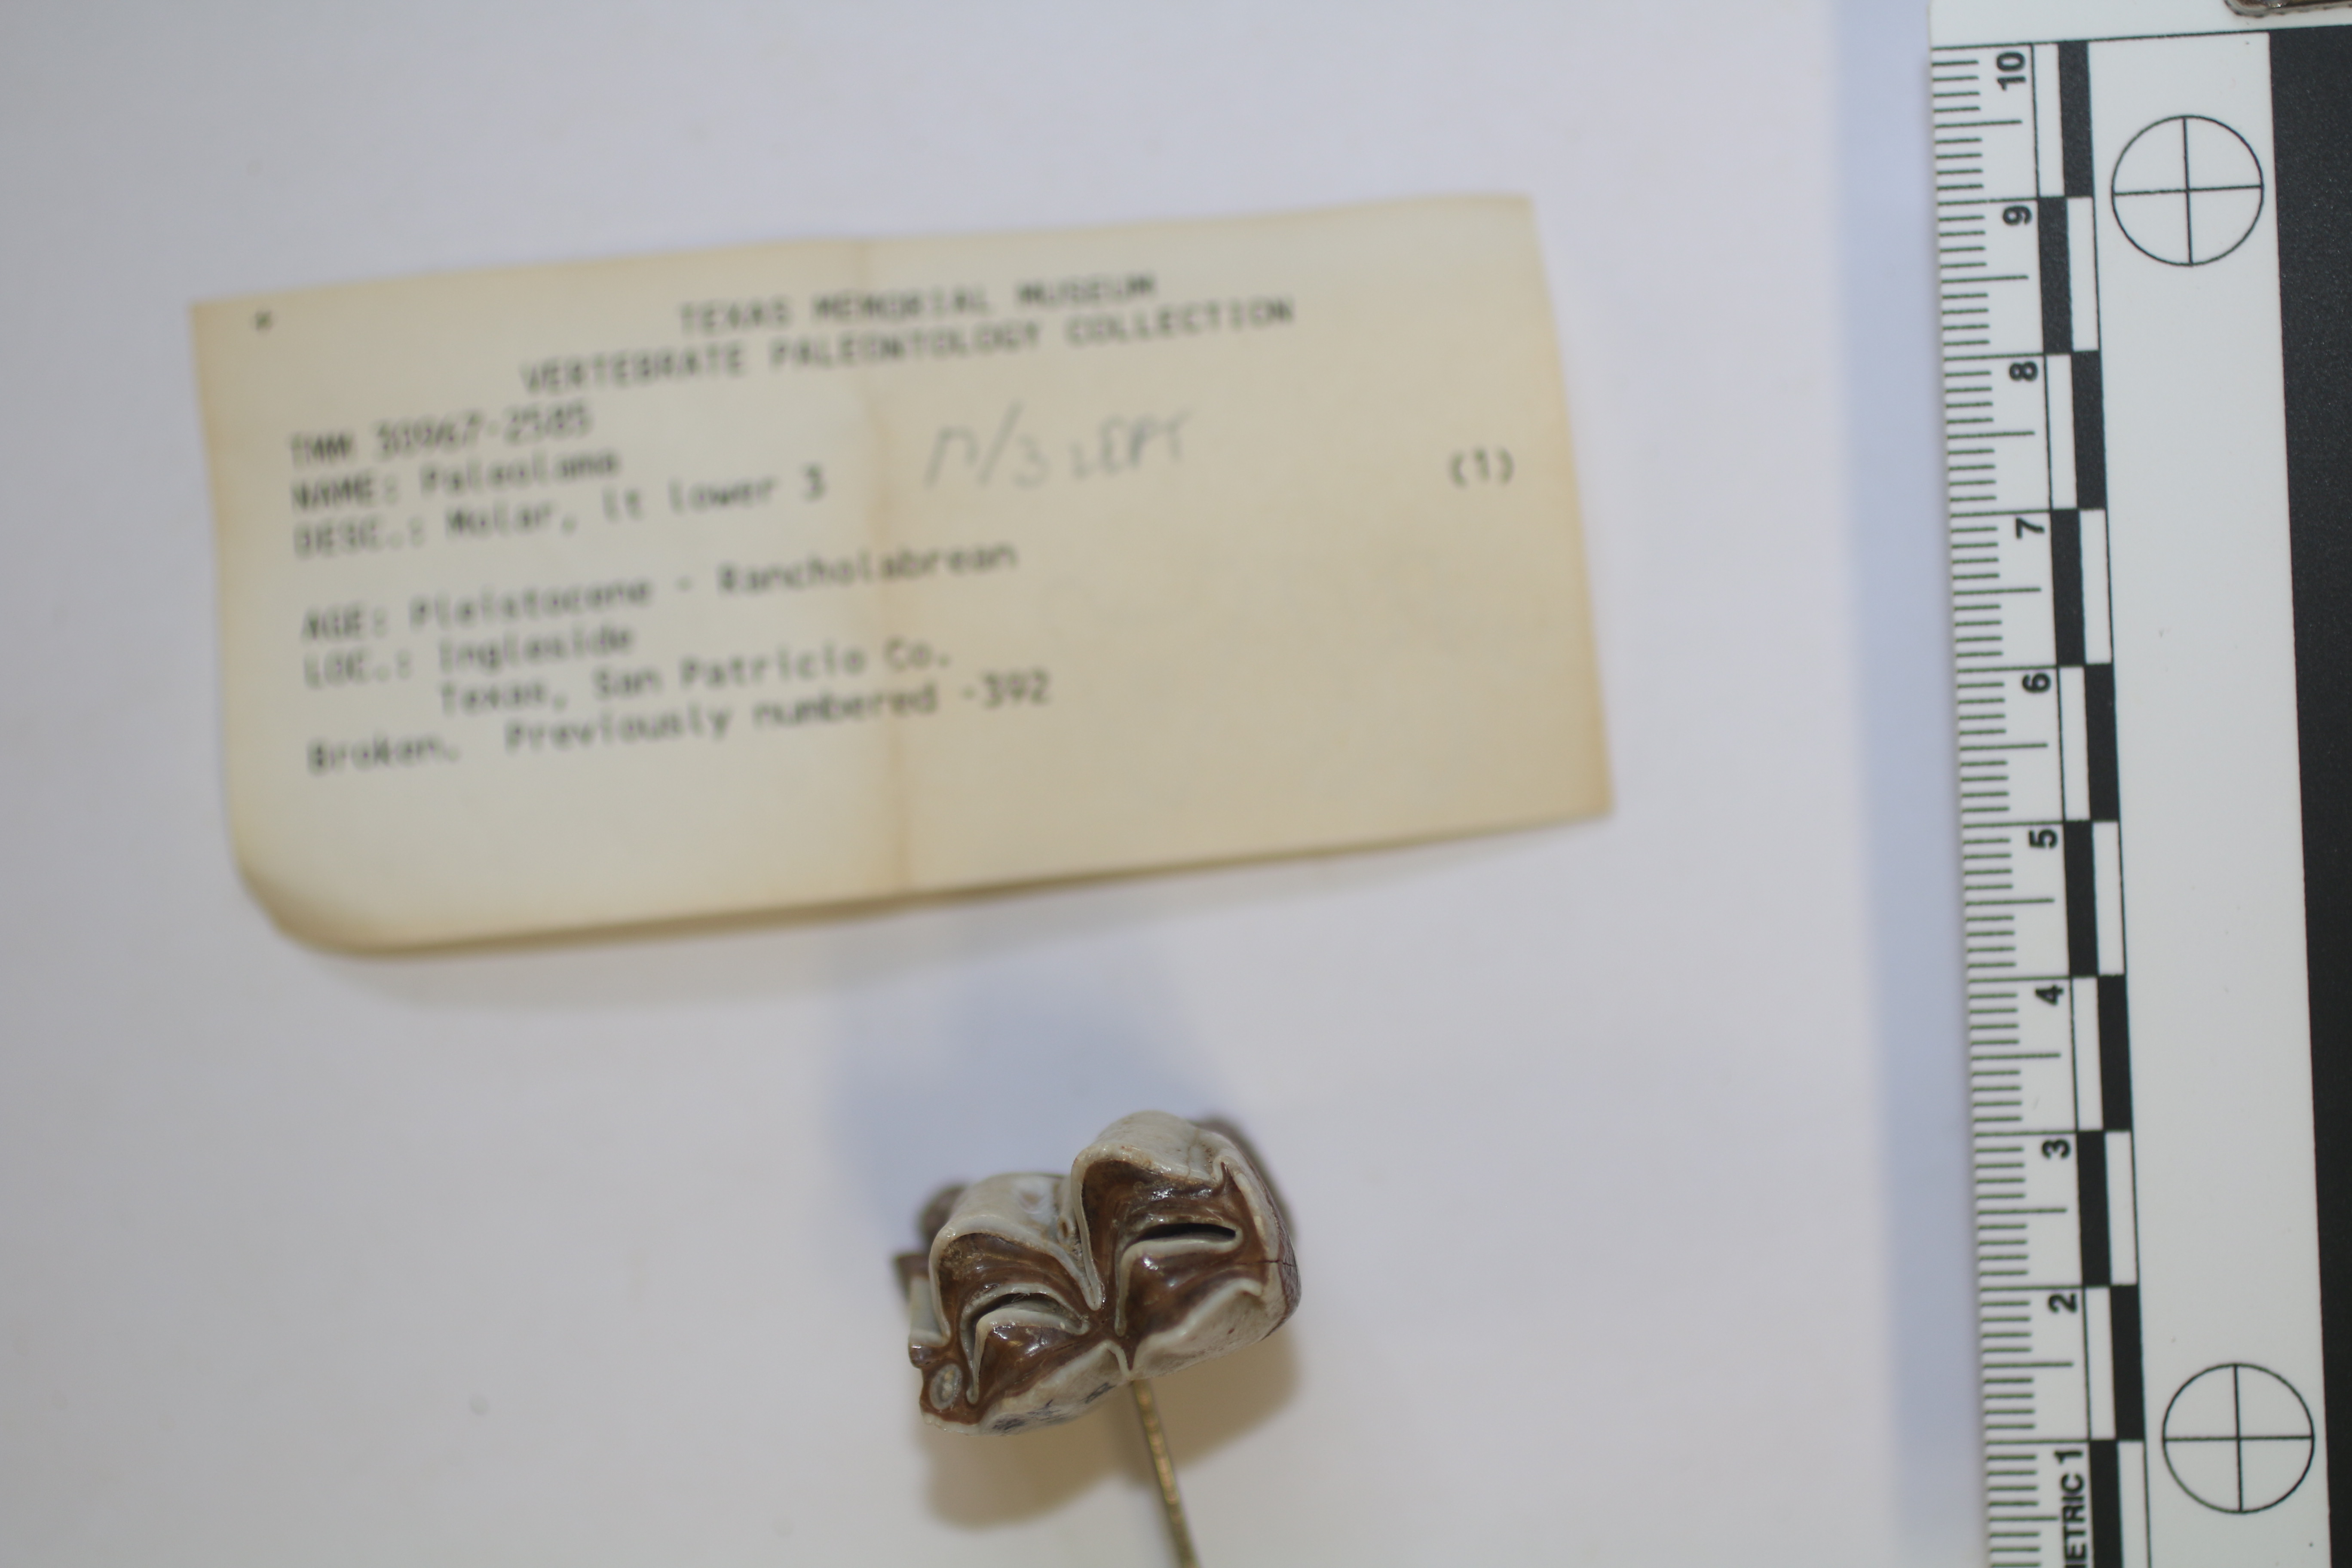 TEXAS MEMORIAL MUSEUM
VERTEBRATE PALEONTOLOGY COLLECTION
TMM 30967-2585
NAME: Paleolama
DESC.: Molar, lt lower 3
M/3 LEFT
(1)
AGE: Pleistocene - Rancholabrean
LOC.: Ingleside
Texas, San Patricio Co.
Broken. Previously numbered -392
10
9
8
7
6
5
4
3
2
ETRIC 1